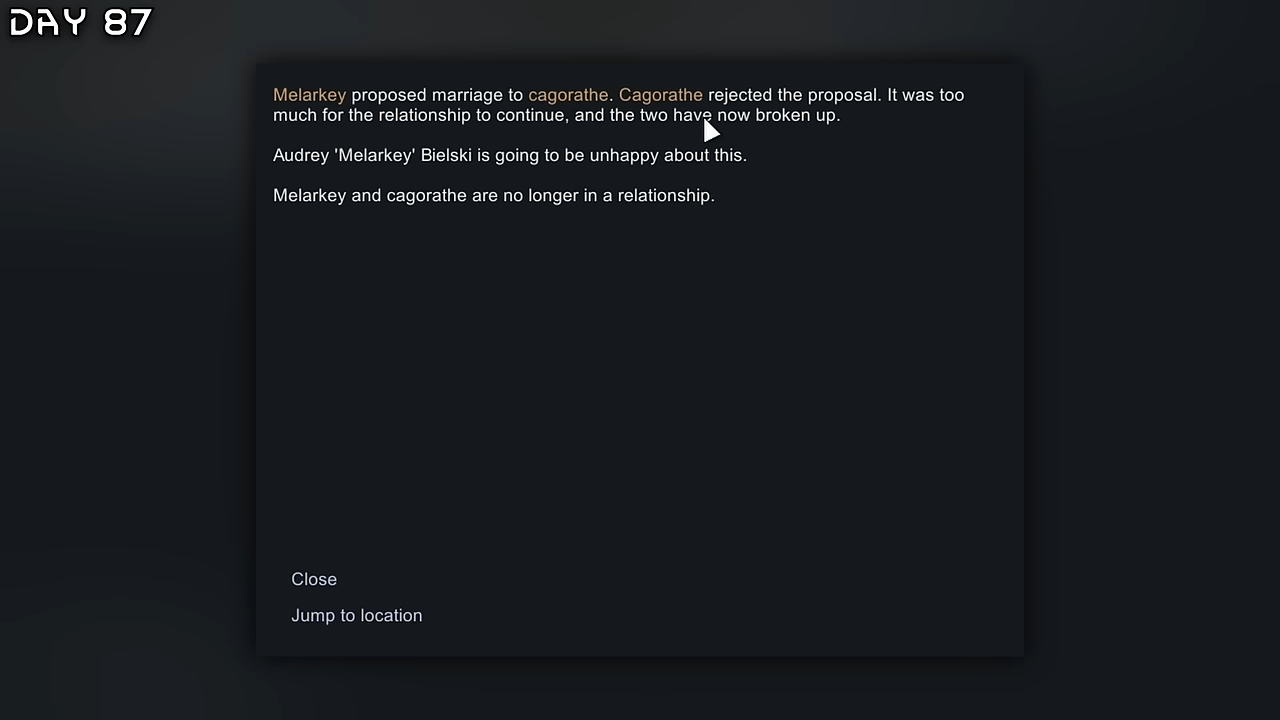 DAY 87
Melarkey proposed marriage to cagorathe. Cagorathe rejected the proposal. It was too
much for the relationship to continue, and the two have now broken up.
Audrey 'Melarkey' Bielski is going to be unhappy about this.
Melarkey and cagorathe are no longer in a relationship.
Close
Jump to location